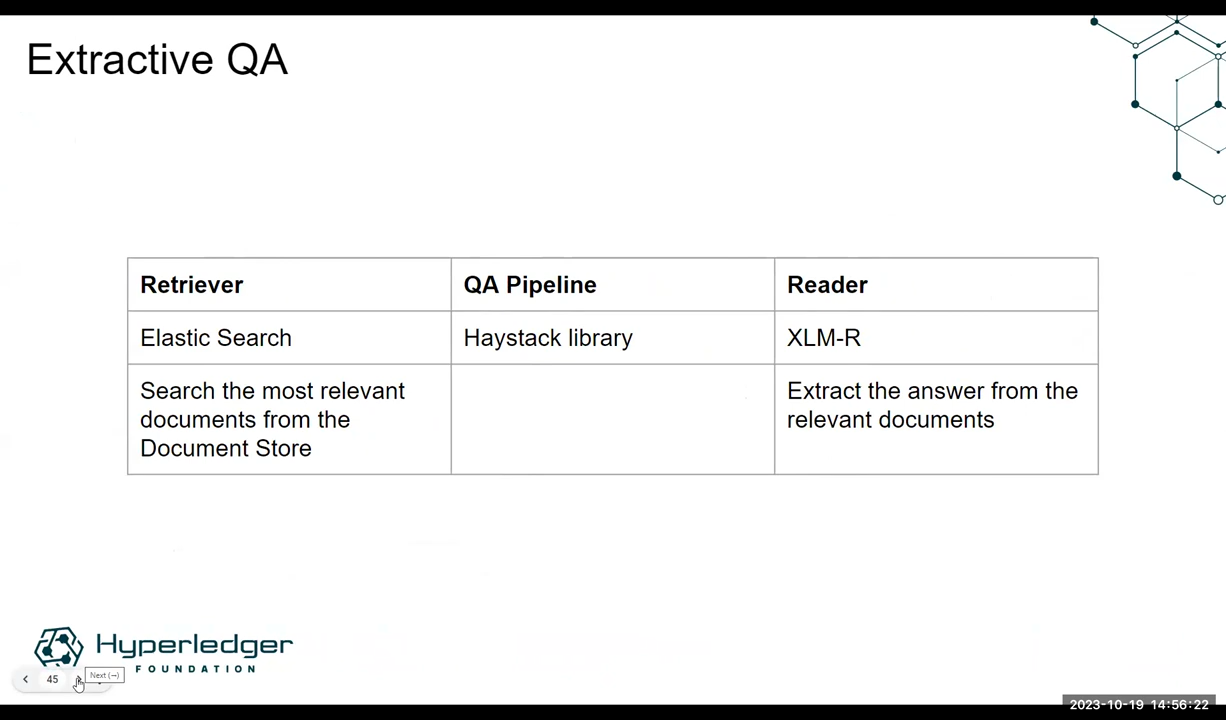 Extractive QA
Retriever
QA Pipeline
Reader
Elastic Search
Haystack library
XLM-R
Search the most relevant
documents from the
Document Store
Extract the answer from the
relevant documents
Hyperledger
FOUNDATION
45
Next (→)
2023-10-19 14:56:22